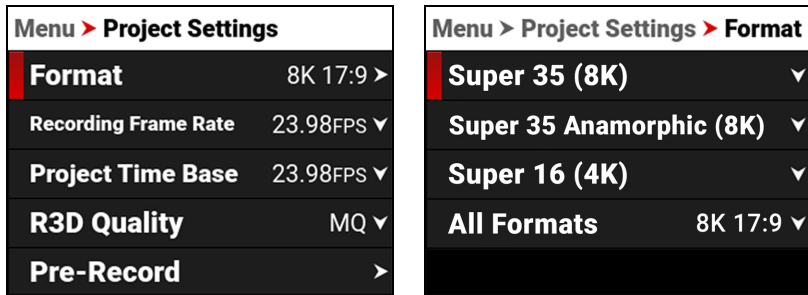 Menu > Project Settings
Format 8K 17:9
Recording Frame Rate 23.98FPS
Project Time Base 23.98FPS
R3D Quality MQ
Pre-Record
Menu > Project Settings > Format
Super 35 (8K)
Super 35 Anamorphic (8K)
Super 16 (4K)
All Formats 8K 17:9